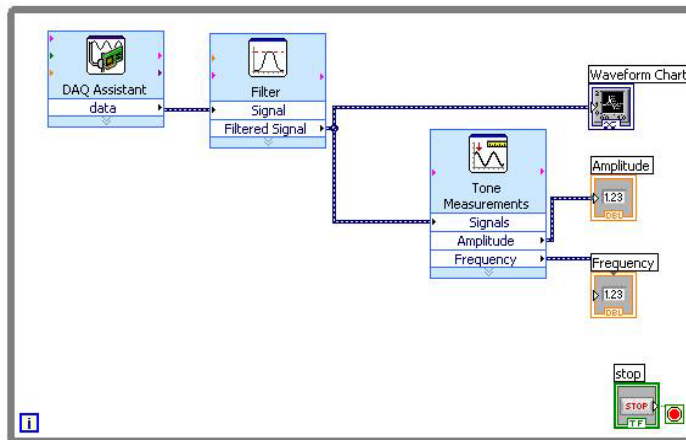 DAQ Assistant
data
Filter
Signal
Filtered Signal
Tone
Measurements
Signals
Amplitude
Frequency
Waveform Chart
Amplitude
1.23
DBL
Frequency
1.23
DBL
stop
STOP
TF
i